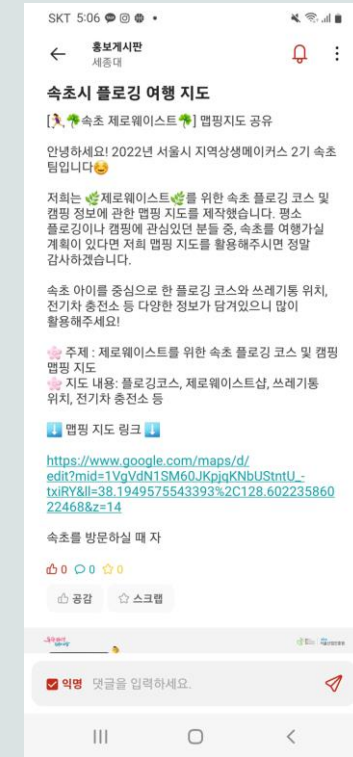 SKT 5:06
홍보게시판
세종대
속초시 플로깅 여행 지도
[속초 제로웨이스트] 맵핑지도 공유
안녕하세요! 2022년 서울시 지역상생메이커스 2기 속초
팀입니다
저희는 제로웨이스트를 위한 속초 플로깅 코스 및
캠핑 정보에 관한 맵핑 지도를 제작했습니다. 평소
플로깅이나 캠핑에 관심있던 분들 중, 속초를 여행가실
계획이 있다면 저희 맵핑 지도를 활용해주시면 정말
감사하겠습니다.
속초 아이를 중심으로 한 플로깅 코스와 쓰레기통 위치,
전기차 충전소 등 다양한 정보가 담겨있으니 많이
활용해주세요!
주제 : 제로웨이스트를 위한 속초 플로깅 코스 및 캠핑
맵핑 지도
지도 내용: 플로깅코스, 제로웨이스트샵, 쓰레기통
위치, 전기차 충전소 등
맵핑 지도 링크
https://www.google.com/maps/d/
edit?mid=1VgVdN1SM60JKpjqKNbUStntU_-
txiRY&ll=38.1949575543393%2C128.602235860
22468&z=14
속초를 방문하실 때 자
0 0 0
공감 스크랩
익명 댓글을 입력하세요.